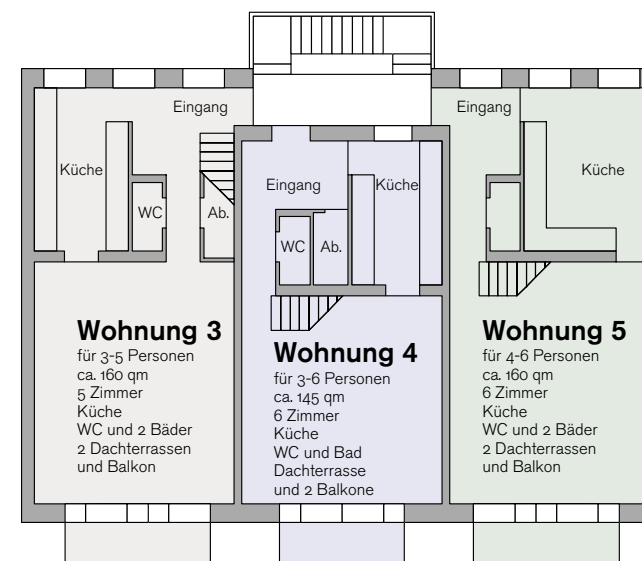 Eingang
Küche
WC
Ab.
Wohnung 3
für 3-5 Personen
ca. 160 qm
5 Zimmer
Küche
WC und 2 Bäder
2 Dachterrassen
und Balkon
Eingang
Küche
WC
Ab.
Wohnung 4
für 3-6 Personen
ca. 145 qm
6 Zimmer
Küche
WC und Bad
Dachterrasse
und 2 Balkone
Eingang
Küche
Wohnung 5
für 4-6 Personen
ca. 160 qm
6 Zimmer
Küche
WC und 2 Bäder
2 Dachterrassen
und Balkon